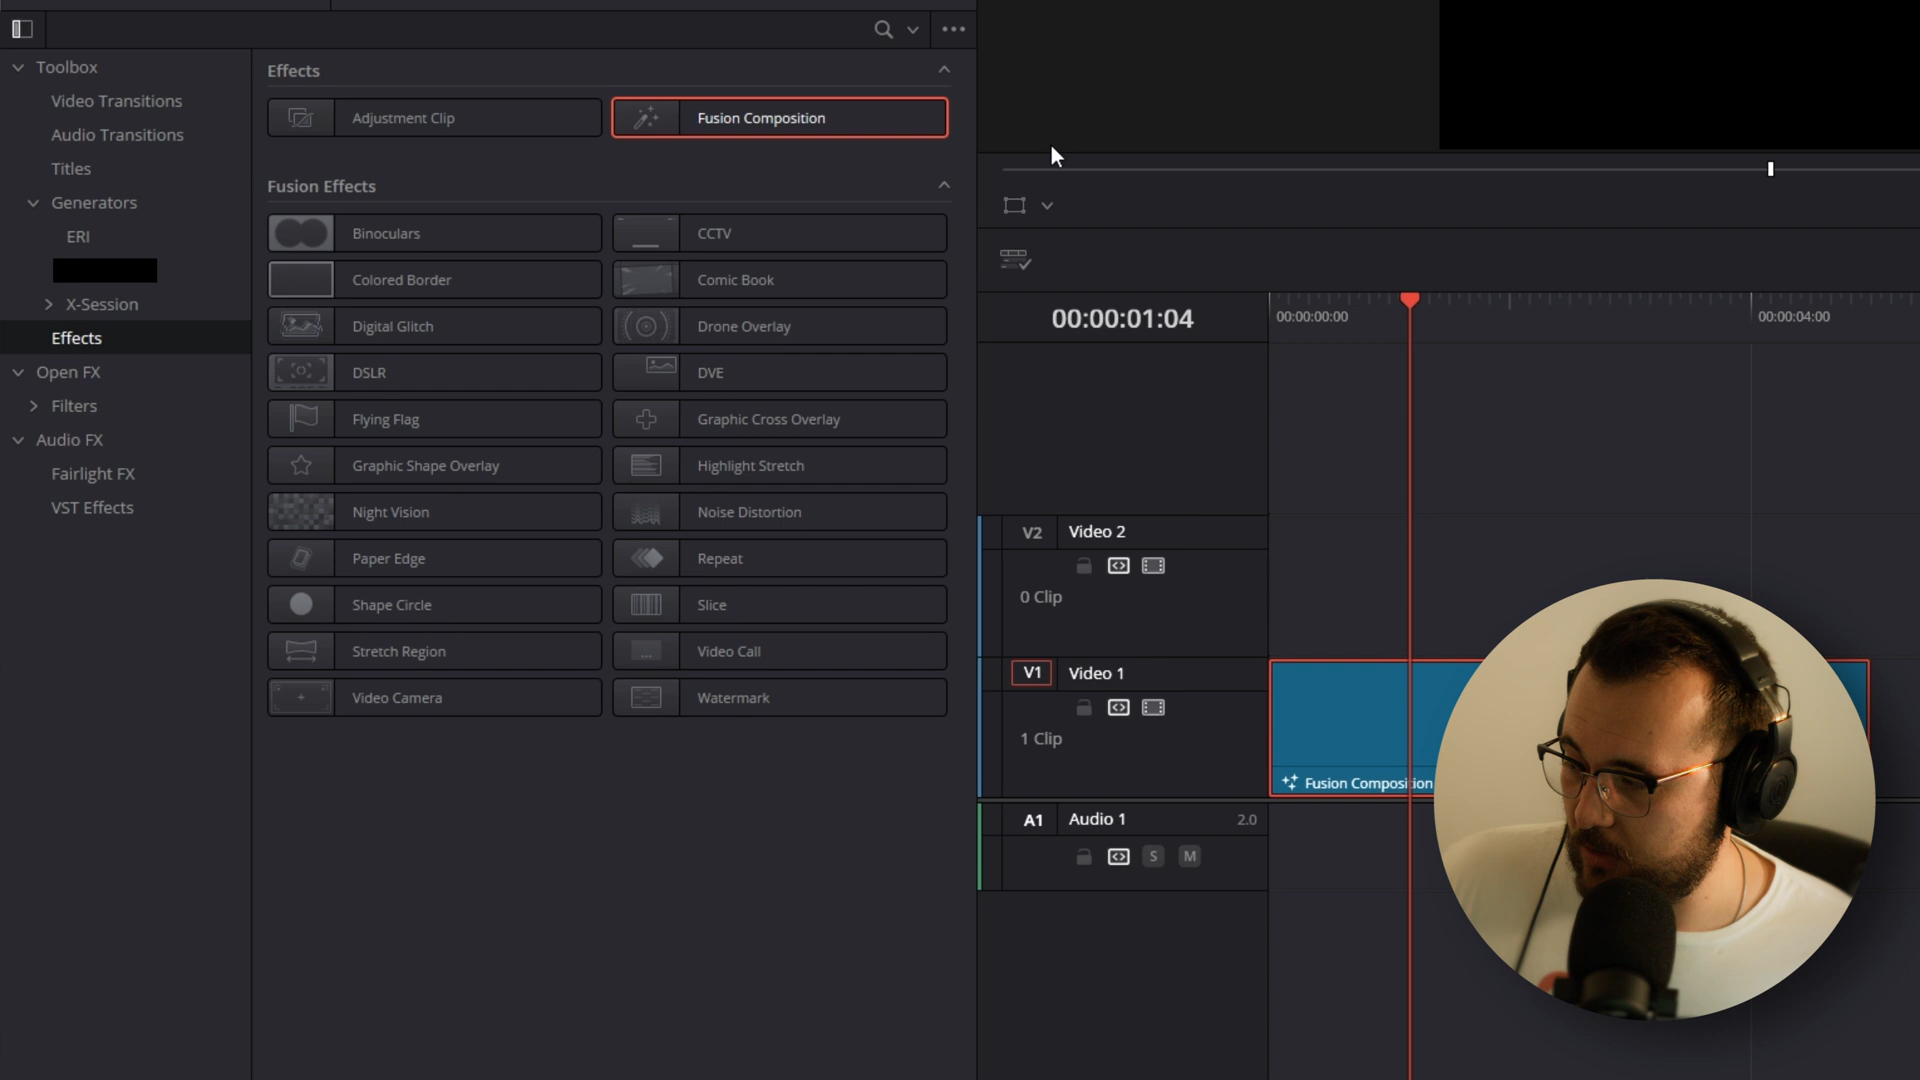 Toolbox
Video Transitions
Audio Transitions
Titles
Generators
ERI
X-Session
Effects
Open FX
Filters
Audio FX
Fairlight FX
VST Effects
Effects
Adjustment Clip
Fusion Composition
Fusion Effects
Binoculars
CCTV
Colored Border
Comic Book
Digital Glitch
Drone Overlay
DSLR
DVE
Flying Flag
Graphic Cross Overlay
Graphic Shape Overlay
Highlight Stretch
Night Vision
Noise Distortion
Paper Edge
Repeat
Shape Circle
Slice
Stretch Region
Video Call
Video Camera
Watermark
00:00:01:04
00:00:00:00
00:00:04:00
V2 Video 2
0 Clip
V1 Video 1
1 Clip
Fusion Composition
A1 Audio 1 2.0
S M